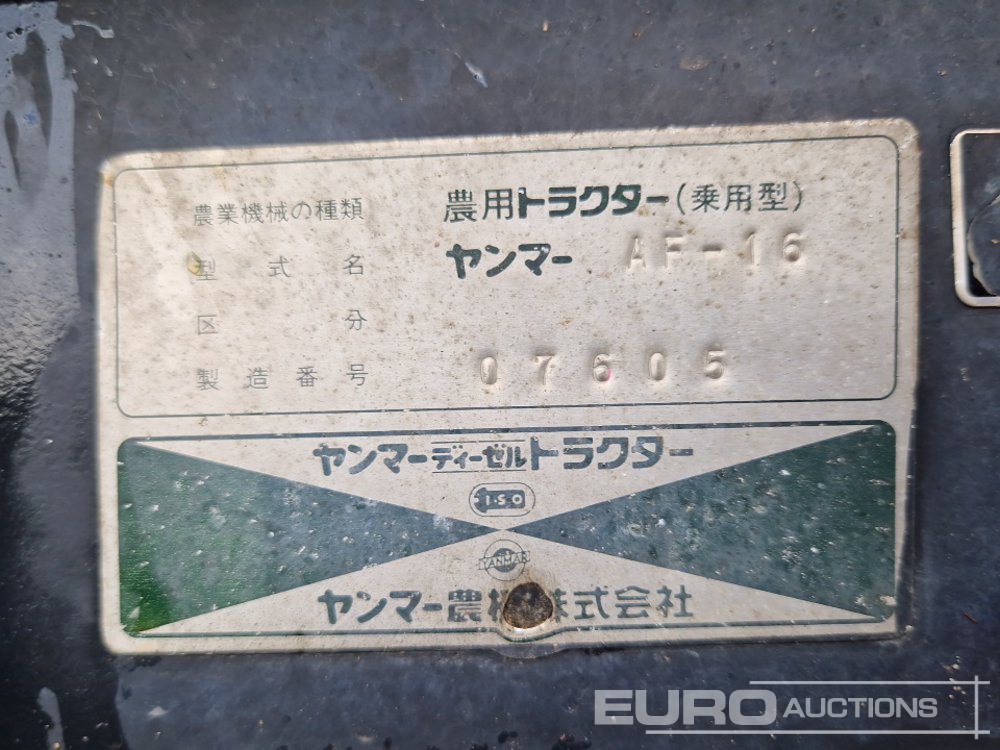 農業機械の種類 農用トラクター(乗用型)
型式名 ヤンマー AF-16
区分
製造番号 07605
ヤンマーディーゼルトラクター
I·S·O
YANMAR
ヤンマー農機株式会社
EURO AUCTIONS